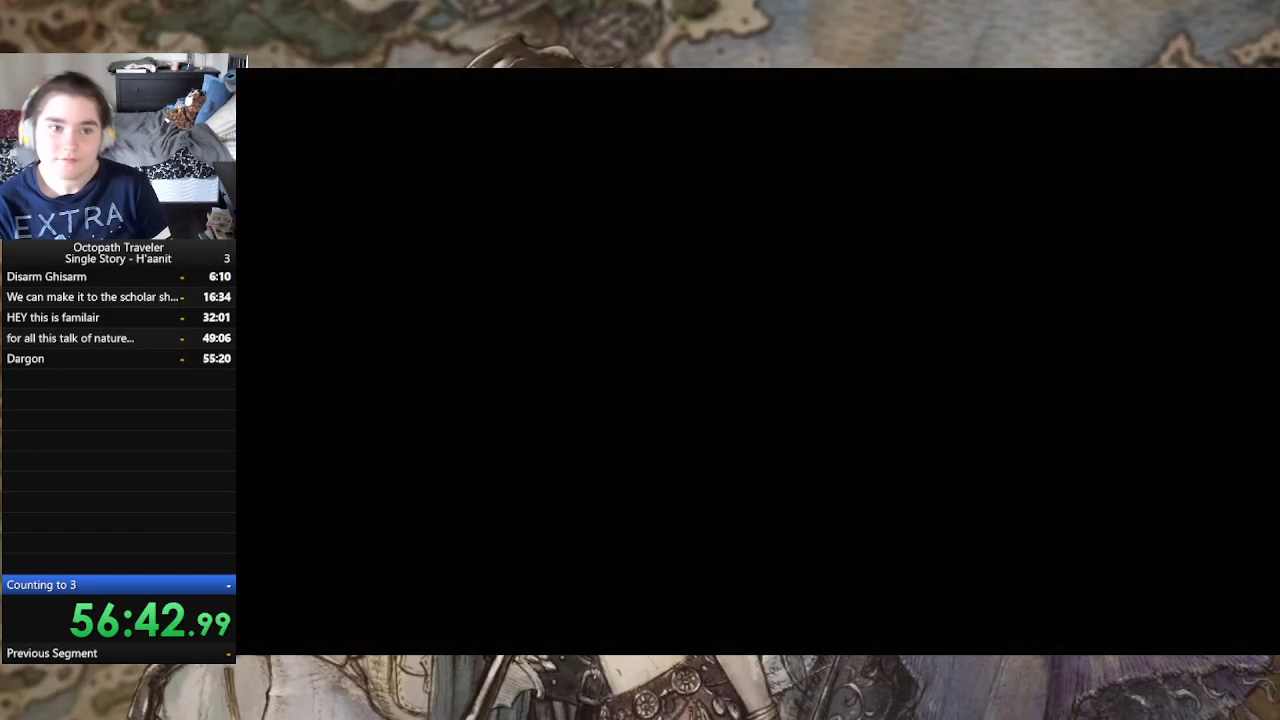 EXTRA
Octopath Traveler
Single Story - H'aanit 3
Disarm Ghisarm - 6:10
We can make it to the scholar sh... - 16:34
HEY this is familair - 32:01
for all this talk of nature... - 49:06
Dargon - 55:20
Counting to 3 -
56:42.99
Previous Segment -